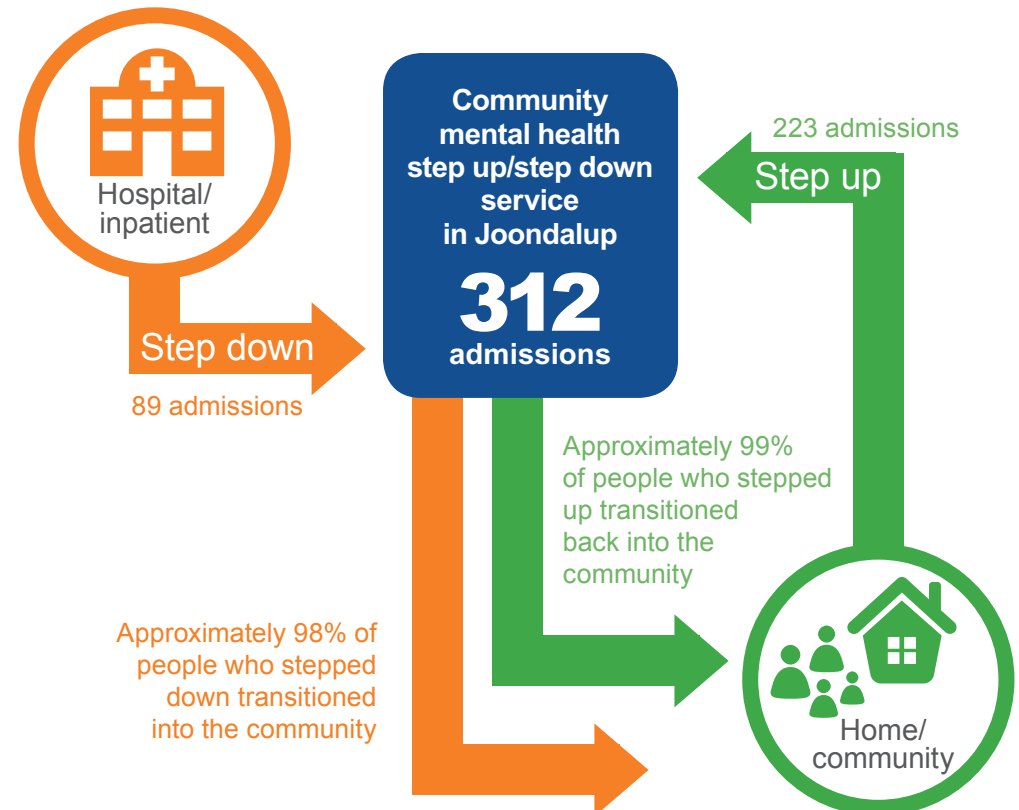 Hospital/
inpatient
Step down
89 admissions
Community
mental health
step up/step down
service
in Joondalup
312
admissions
223 admissions
Step up
Approximately 99%
of people who stepped
up transitioned
back into the
community
Approximately 98% of
people who stepped
down transitioned
into the community
Home/
community